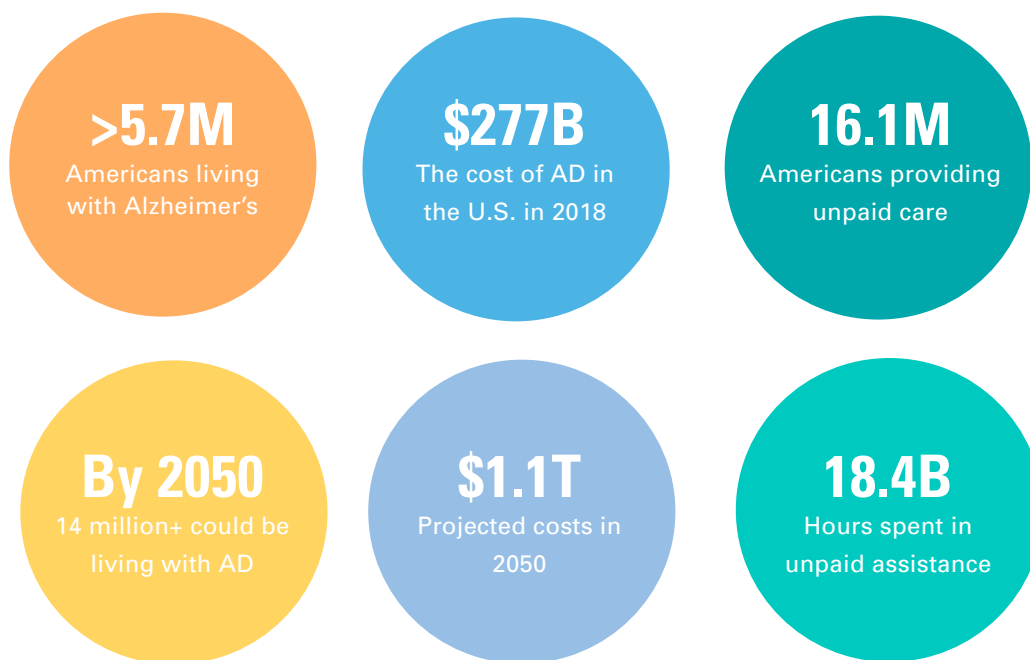 >5.7M
Americans living
with Alzheimer’s
$277B
The cost of AD in
the U.S. in 2018
16.1M
Americans providing
unpaid care
By 2050
14 million+ could be
living with AD
$1.1T
Projected costs in
2050
18.4B
Hours spent in
unpaid assistance